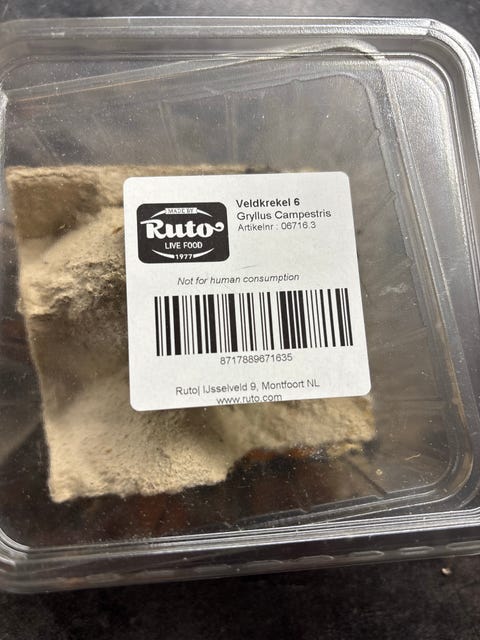 MADE BY
Ruto
LIVE FOOD
1977
Veldkrekel 6
Gryllus Campestris
Artikelnr : 06716.3
Not for human consumption
8717889671635
Ruto| IJsselveld 9, Montfoort NL
www.ruto.com